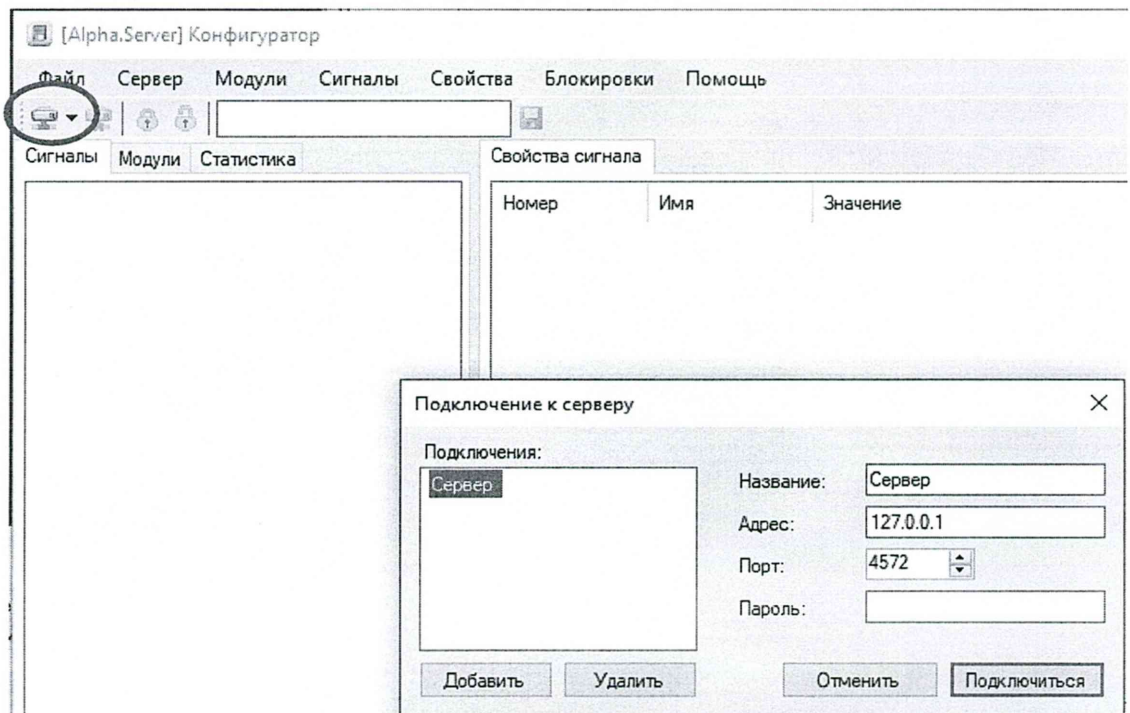 [Alpha.Server] Конфигуратор
Файл Сервер Модули Сигналы Свойства Блокировки Помощь
Сигналы Модули Статистика
Свойства сигнала
Номер Имя Значение
Подключение к серверу
Подключения:
Сервер
Название: Сервер
Адрес: 127.0.0.1
Порт: 4572
Пароль:
Добавить Удалить Отменить Подключиться